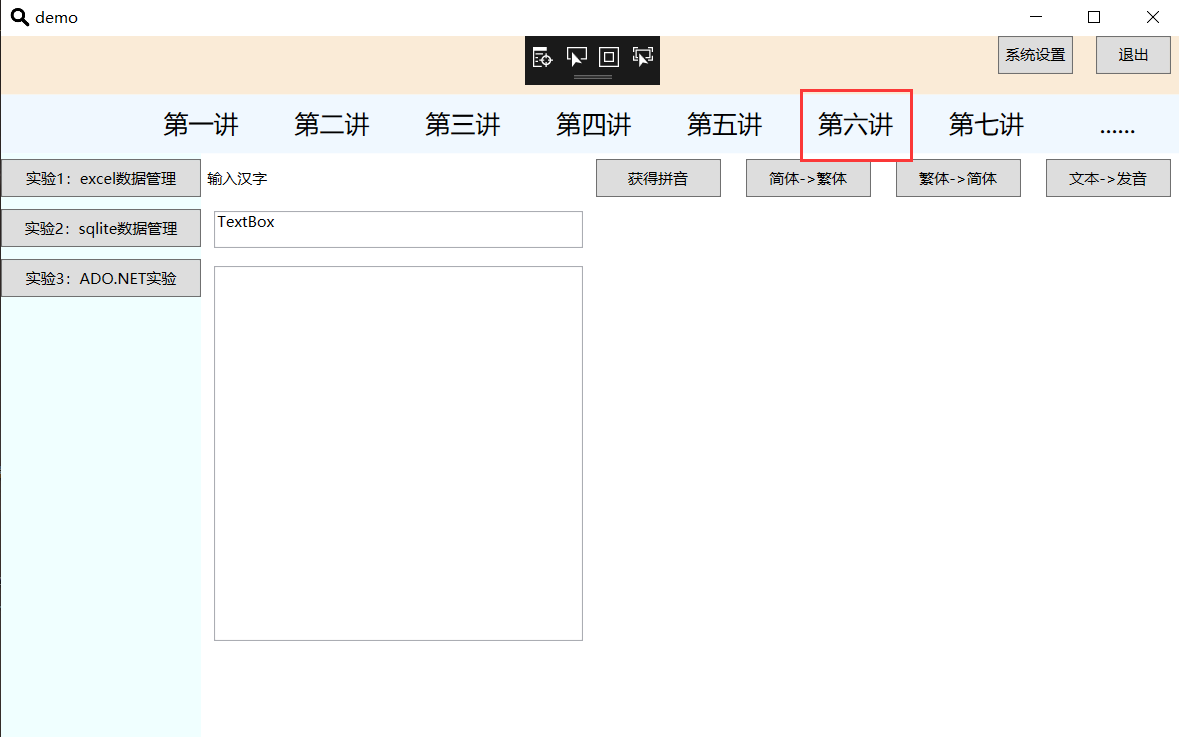 demo
系统设置 退出
第一讲 第二讲 第三讲 第四讲 第五讲 第六讲 第七讲 ......
实验1：excel数据管理 输入汉字 获得拼音 简体->繁体 繁体->简体 文本->发音
实验2：sqlite数据管理 TextBox
实验3：ADO.NET实验